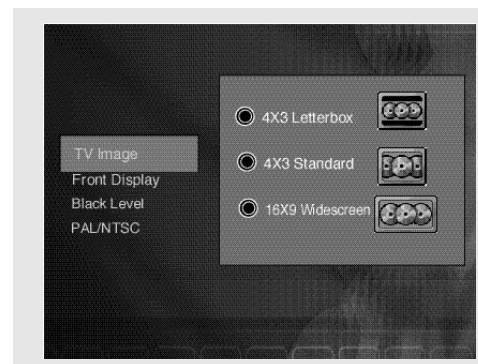 4X3 Letterbox
4X3 Standard
16X9 Widescreen
TV Image
Front Display
Black Level
PAL/NTSC